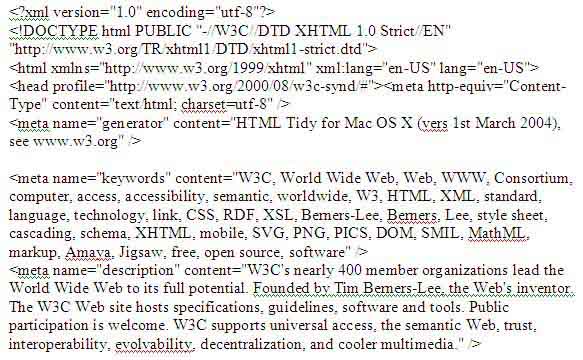 <?xml version="1.0" encoding="utf-8"?>
<!DOCTYPE html PUBLIC "-//W3C//DTD XHTML 1.0 Strict//EN"
"http://www.w3.org/TR/xhtml1/DTD/xhtml1-strict.dtd">
<html xmlns="http://www.w3.org/1999/xhtml" xml:lang="en-US" lang="en-US">
<head profile="http://www.w3.org/2000/08/w3c-synd/#"><meta http-equiv="Content-
Type" content="text/html; charset=utf-8" />
<meta name="generator" content="HTML Tidy for Mac OS X (vers 1st March 2004),
see www.w3.org" />

<meta name="keywords" content="W3C, World Wide Web, Web, WWW, Consortium,
computer, access, accessibility, semantic, worldwide, W3, HTML, XML, standard,
language, technology, link, CSS, RDF, XSL, Berners-Lee, Berners, Lee, style sheet,
cascading, schema, XHTML, mobile, SVG, PNG, PICS, DOM, SMIL, MathML,
markup, Amaya, Jigsaw, free, open source, software" />
<meta name="description" content="W3C's nearly 400 member organizations lead the
World Wide Web to its full potential. Founded by Tim Berners-Lee, the Web's inventor.
The W3C Web site hosts specifications, guidelines, software and tools. Public
participation is welcome. W3C supports universal access, the semantic Web, trust,
interoperability, evolvability, decentralization, and cooler multimedia." />